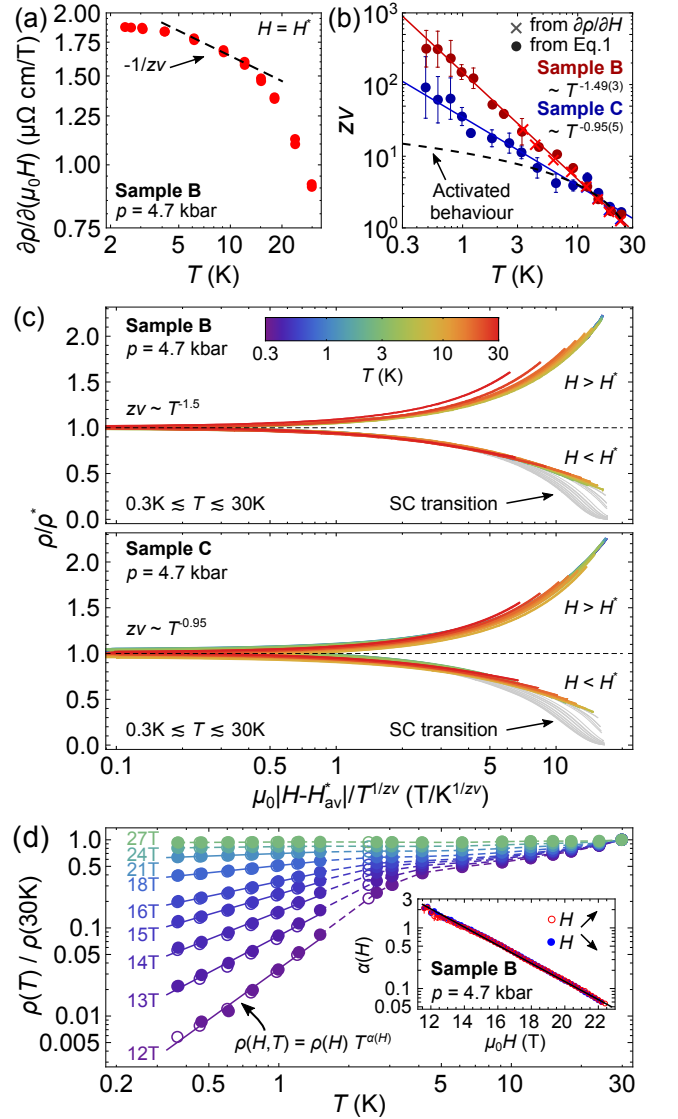 (a)
2.00
1.75
1.50
1.00
0.75
∂ρ/∂(μ₀H) (μΩ cm/T)
H = H*
-1/zν
Sample B
p = 4.7 kbar
0 10 20
T (K)
(b)
10³
10²
10¹
10⁰
zν
× from ∂ρ/∂H
● from Eq.1
Sample B
~ T^-1.49(3)
Sample C
~ T^-0.95(5)
Activated
behaviour
0.3 1 3 10 30
T (K)
(c)
ρ/ρ*
2.0
1.5
1.0
0.5
0.0
Sample B
p = 4.7 kbar
0.3 1 3 10 30
T (K)
zν ~ T^-1.5
H > H*
H < H*
0.3K ≲ T ≲ 30K
SC transition
2.0
1.5
1.0
0.5
0.0
Sample C
p = 4.7 kbar
zν ~ T^-0.95
H > H*
H < H*
0.3K ≲ T ≲ 30K
SC transition
0.1 0.5 1 5 10
μ₀|H-H*av|/T^1/zν (T/K^1/zν)
(d)
ρ(T) / ρ(30K)
1.0
0.5
0.1
0.05
0.01
0.005
27T
24T
21T
18T
16T
15T
14T
13T
12T
ρ(H,T) = ρ(H) T^α(H)
3
1
0.5
0.1
0.05
α(H)
○ H ↗
● H ↘
Sample B
p = 4.7 kbar
12 14 16 18 20 22
μ₀H (T)
0.2 0.5 1 5 10 30
T (K)